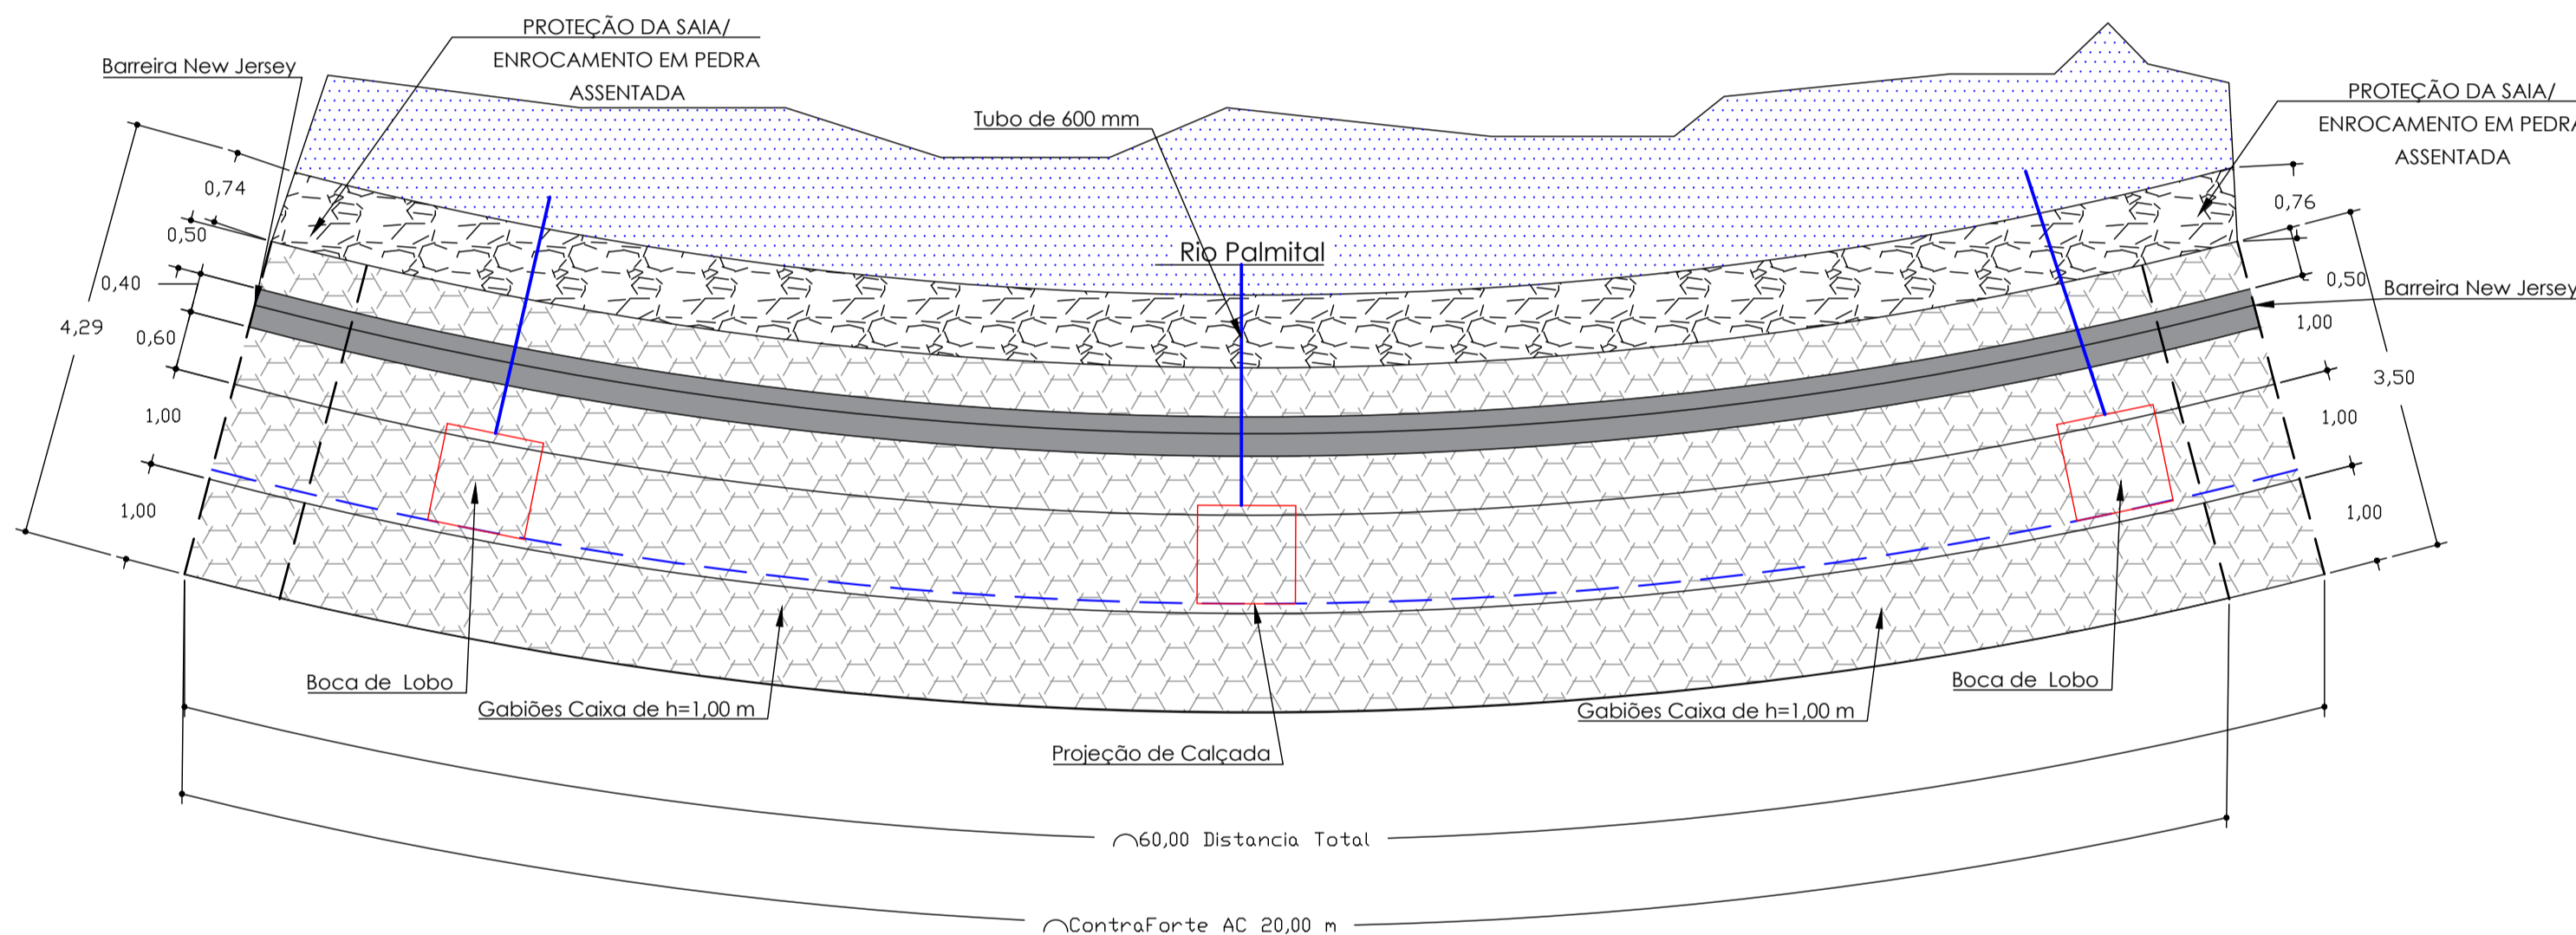 PROTEÇÃO DA SAIA/
ENROCAMENTO EM PEDRA
ASSENTADA
Barreira New Jersey
Tubo de 600 mm
PROTEÇÃO DA SAIA/
ENROCAMENTO EM PEDRA
ASSENTADA
0,74
0,50
0,40
4,29
0,60
1,00
1,00
Rio Palmital
0,76
0,50
Barreira New Jersey
1,00
3,50
1,00
1,00
Boca de Lobo
Gabiões Caixa de h=1,00 m
Projeção de Calçada
Gabiões Caixa de h=1,00 m
Boca de Lobo
⌒60,00 Distancia Total
⌒ContraForte AC 20,00 m